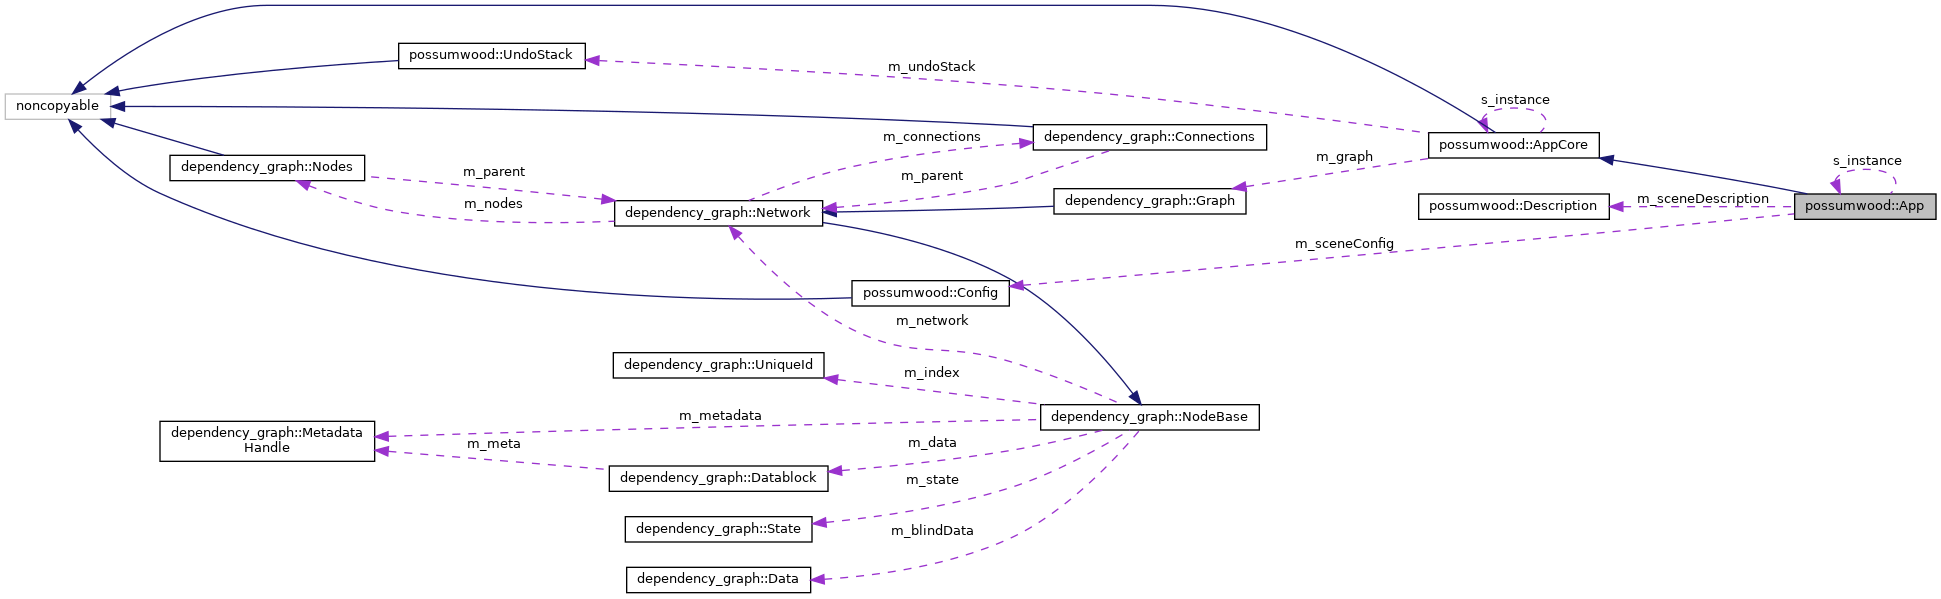 possumwood::UndoStack
m_undoStack
s_instance
noncopyable
m_connections
dependency_graph::Connections
possumwood::AppCore
m_graph
s_instance
dependency_graph::Nodes
m_parent
m_parent
m_nodes
dependency_graph::Network
dependency_graph::Graph
possumwood::Description
m_sceneDescription
possumwood::App
m_sceneConfig
possumwood::Config
m_network
dependency_graph::UniqueId
m_index
m_metadata
dependency_graph::NodeBase
dependency_graph::Metadata
Handle
m_meta
m_data
dependency_graph::Datablock
m_state
dependency_graph::State
m_blindData
dependency_graph::Data